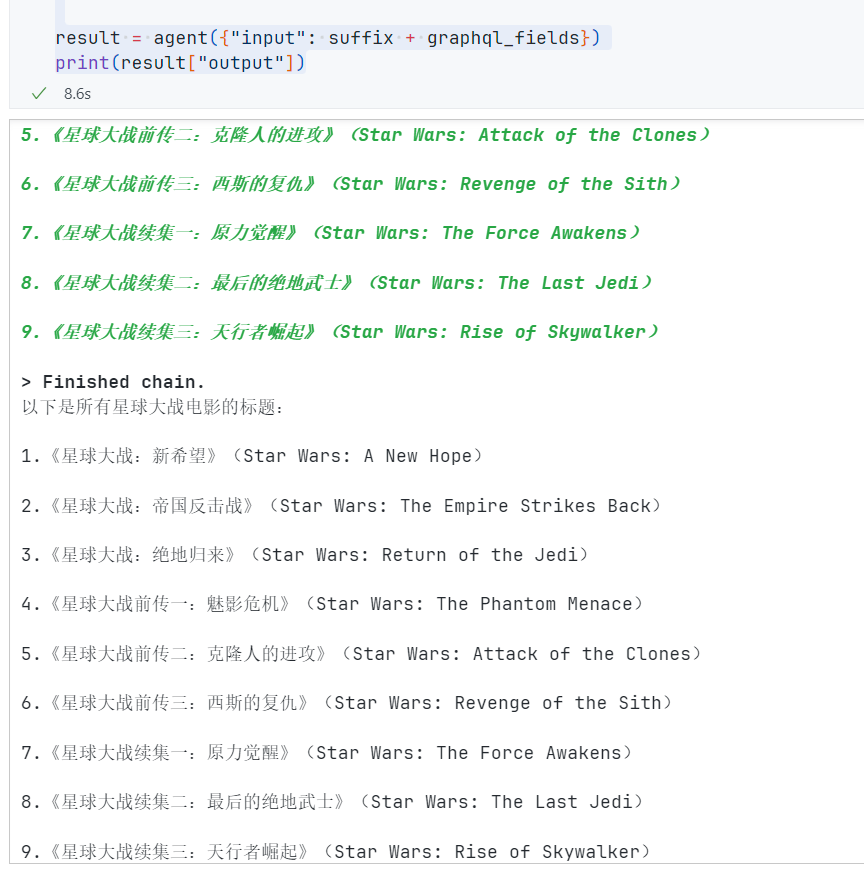 result = agent({"input": suffix + graphql_fields})
print(result["output"])
8.6s
5.《星球大战前传二：克隆人的进攻》（Star Wars: Attack of the Clones）
6.《星球大战前传三：西斯的复仇》（Star Wars: Revenge of the Sith）
7.《星球大战续集一：原力觉醒》（Star Wars: The Force Awakens）
8.《星球大战续集二：最后的绝地武士》（Star Wars: The Last Jedi）
9.《星球大战续集三：天行者崛起》（Star Wars: Rise of Skywalker）
> Finished chain.
以下是所有星球大战电影的标题：
1.《星球大战：新希望》（Star Wars: A New Hope）
2.《星球大战：帝国反击战》（Star Wars: The Empire Strikes Back）
3.《星球大战：绝地归来》（Star Wars: Return of the Jedi）
4.《星球大战前传一：魅影危机》（Star Wars: The Phantom Menace）
5.《星球大战前传二：克隆人的进攻》（Star Wars: Attack of the Clones）
6.《星球大战前传三：西斯的复仇》（Star Wars: Revenge of the Sith）
7.《星球大战续集一：原力觉醒》（Star Wars: The Force Awakens）
8.《星球大战续集二：最后的绝地武士》（Star Wars: The Last Jedi）
9.《星球大战续集三：天行者崛起》（Star Wars: Rise of Skywalker）